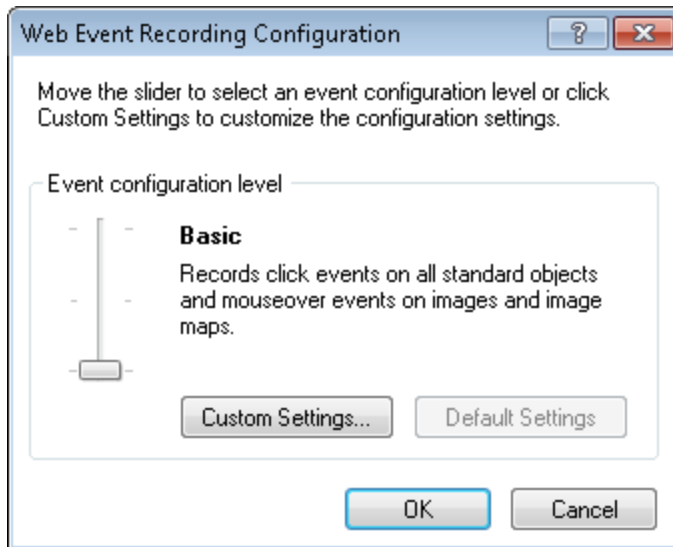 Web Event Recording Configuration
?
Move the slider to select an event configuration level or click
Custom Settings to customize the configuration settings.
Event configuration level
Basic
Records click events on all standard objects
and mouseover events on images and image
maps.
Custom Settings...
Default Settings
OK
Cancel